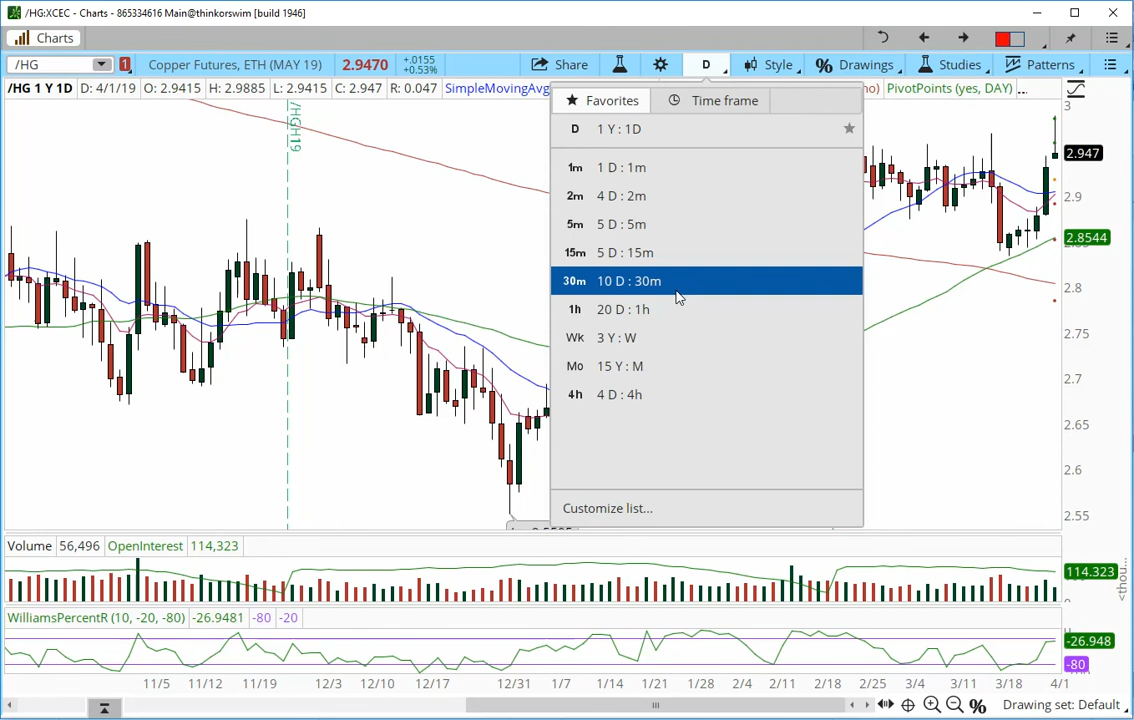 /HG:XCEC - Charts - 865334616 Main@thinkorswim [build 1946]
Charts
/HG 1 Copper Futures, ETH (MAY 19) 2.9470 +.0155 +0.53% Share D Style % Drawings Studies Patterns
/HG 1 Y 1D D: 4/1/19 O: 2.9415 H: 2.9885 L: 2.9415 C: 2.947 R: 0.047 SimpleMovingAvg no) PivotPoints (yes, DAY) ...
Favorites Time frame
D 1 Y : 1D
1m 1 D : 1m
2m 4 D : 2m
5m 5 D : 5m
15m 5 D : 15m
30m 10 D : 30m
1h 20 D : 1h
Wk 3 Y : W
Mo 15 Y : M
4h 4 D : 4h
Customize list...
/HGH19
3
2.947
2.9
2.8544
2.8
2.75
2.7
2.65
2.6
2.55
Volume 56,496 OpenInterest 114,323
114,323
<thou...
WilliamsPercentR (10, -20, -80) -26.9481 -80 -20
-26.948
-80
11/5 11/12 11/19 12/3 12/10 12/17 12/31 1/7 1/14 1/21 1/28 2/4 2/11 2/18 2/25 3/4 3/11 3/18 4/1
% Drawing set: Default